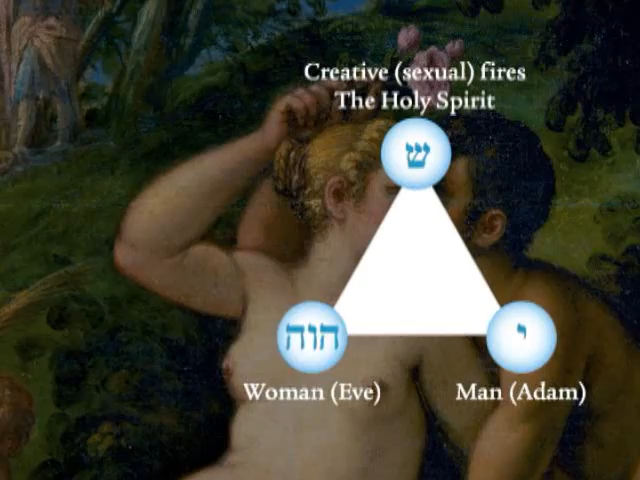 Creative (sexual) fires
The Holy Spirit
ש
הוה
י
Woman (Eve)
Man (Adam)